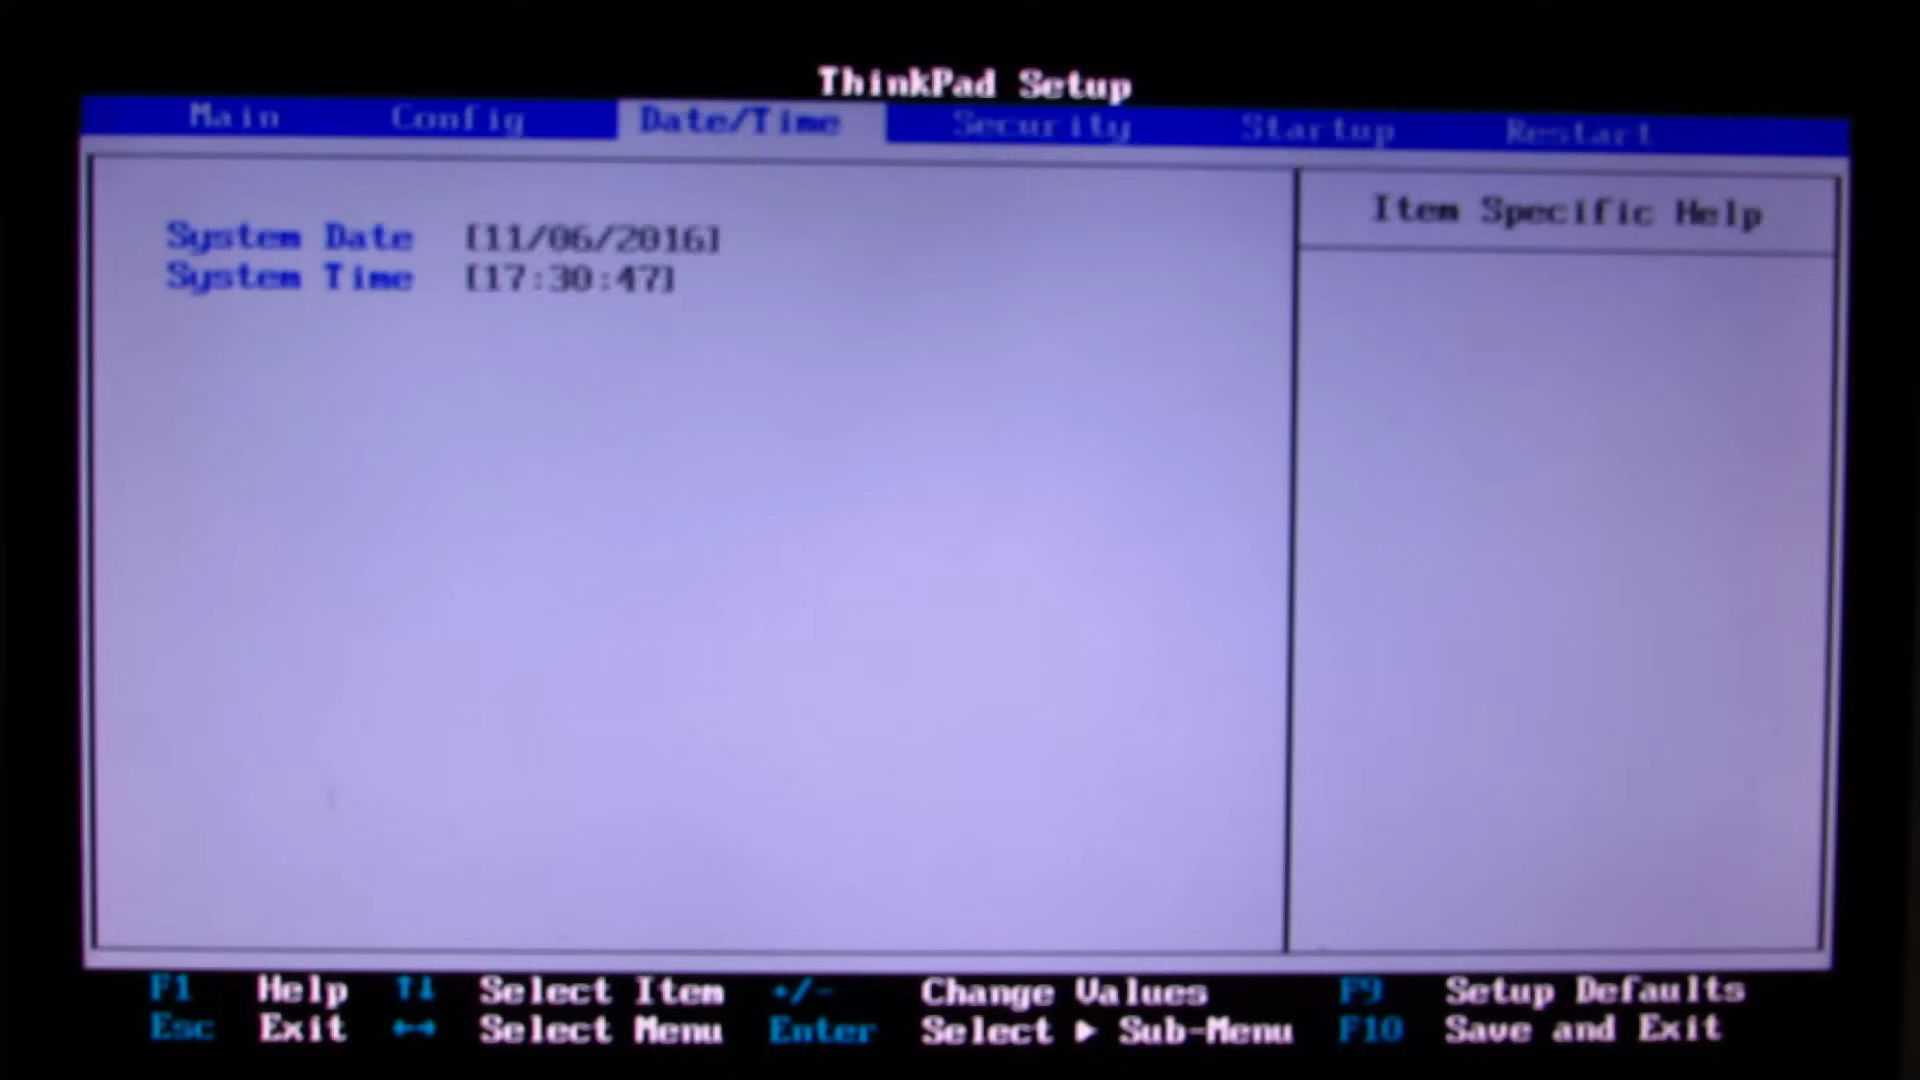 ThinkPad Setup
Main Config Date/Time Security Startup Restart
Item Specific Help
System Date [11/06/2016]
System Time [17:30:47]
F1 Help ↑↓ Select Item +/- Change Values F9 Setup Defaults
Esc Exit ←→ Select Menu Enter Select ▶ Sub-Menu F10 Save and Exit